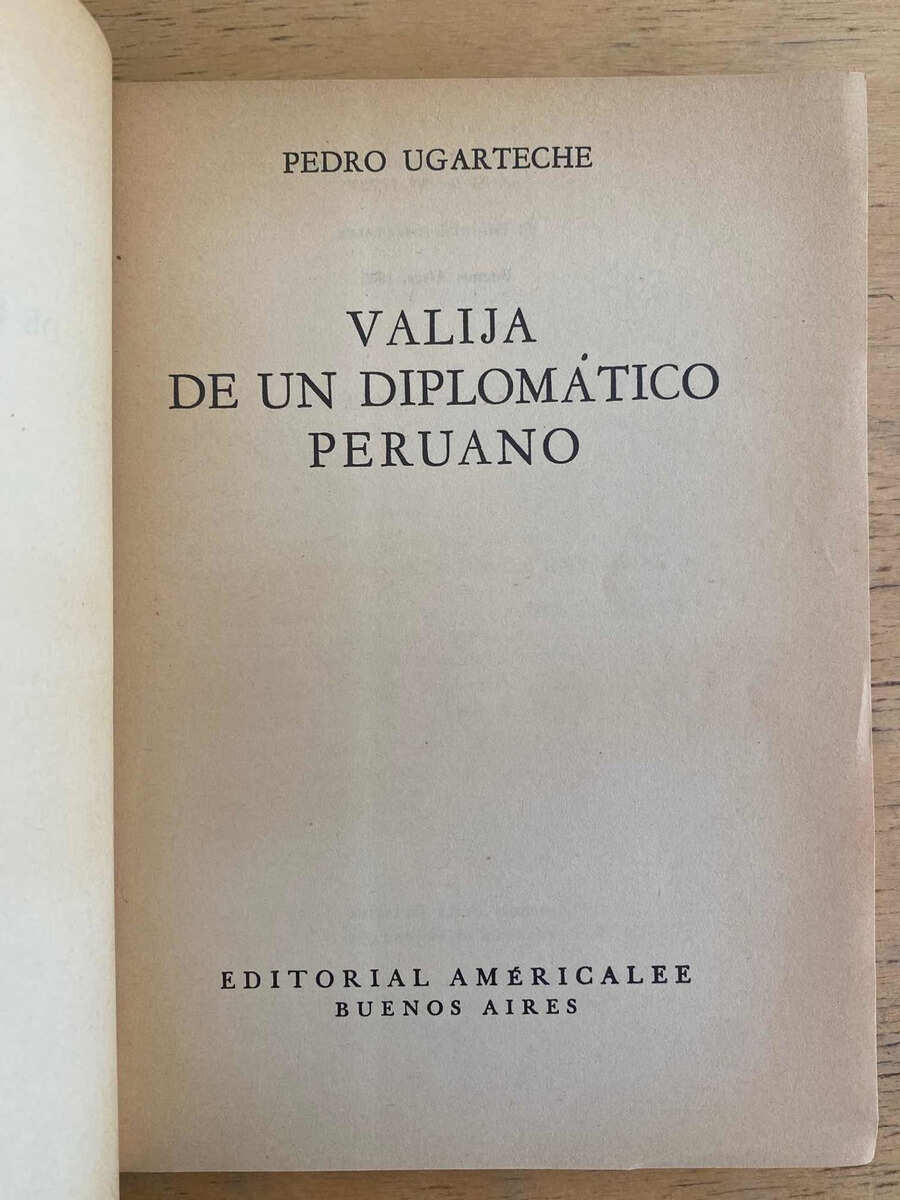 PEDRO UGARTECHE
VALIJA
DE UN DIPLOMÁTICO
PERUANO
EDITORIAL AMÉRICALEE
BUENOS AIRES